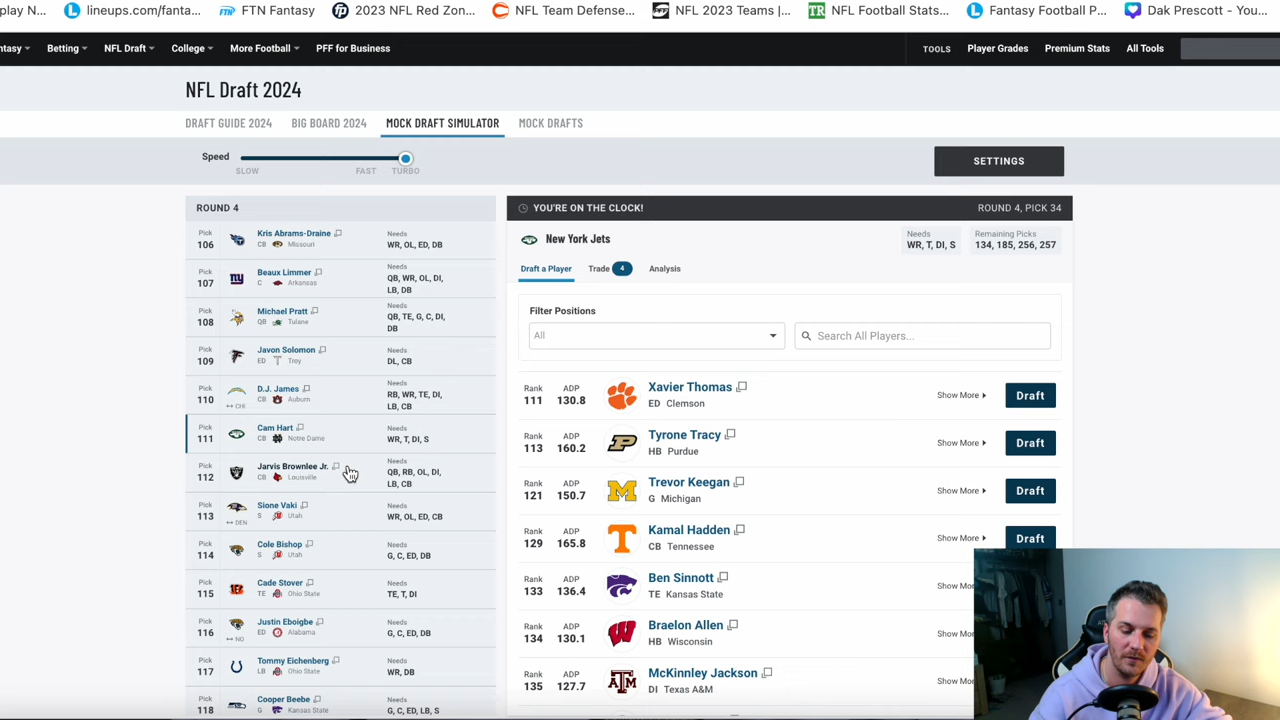 play N...
lineups.com/fanta...
FTN Fantasy
2023 NFL Red Zon...
NFL Team Defense...
NFL 2023 Teams |...
NFL Football Stats...
Fantasy Football P...
Dak Prescott - You...
ntasy
Betting
NFL Draft
College
More Football
PFF for Business
TOOLS
Player Grades
Premium Stats
All Tools
NFL Draft 2024
DRAFT GUIDE 2024
BIG BOARD 2024
MOCK DRAFT SIMULATOR
MOCK DRAFTS
Speed
SLOW
FAST
TURBO
SETTINGS
ROUND 4
Pick
106
Kris Abrams-Draine
CB Missouri
Needs
WR, OL, ED, DB
Pick
107
Beaux Limmer
C Arkansas
Needs
QB, WR, OL, DI,
LB, DB
Pick
108
Michael Pratt
QB Tulane
Needs
QB, TE, G, C, DI,
DB
Pick
109
Javon Solomon
ED Troy
Needs
DL, CB
Pick
110
CHI
D.J. James
CB Auburn
Needs
RB, WR, TE, DI,
LB, CB
Pick
111
Cam Hart
CB Notre Dame
Needs
WR, T, DI, S
Pick
112
Jarvis Brownlee Jr.
CB Louisville
Needs
QB, RB, OL, DI,
LB, CB
Pick
113
DEN
Sione Vaki
S Utah
Needs
WR, OL, ED, CB
Pick
114
Cole Bishop
S Utah
Needs
G, C, ED, DB
Pick
115
Cade Stover
TE Ohio State
Needs
TE, T, DI
Pick
116
NO
Justin Eboigbe
ED Alabama
Needs
G, C, ED, DB
Pick
117
Tommy Eichenberg
LB Ohio State
Needs
WR, DB
Pick
118
Cooper Beebe
G Kansas State
Needs
G, C, ED, LB, S
YOU'RE ON THE CLOCK!
ROUND 4, PICK 34
New York Jets
Needs
WR, T, DI, S
Remaining Picks
134, 185, 256, 257
Draft a Player
Trade 4
Analysis
Filter Positions
All
Search All Players...
Rank
111
ADP
130.8
Xavier Thomas
ED Clemson
Show More
Draft
Rank
113
ADP
160.2
Tyrone Tracy
HB Purdue
Show More
Draft
Rank
121
ADP
150.7
Trevor Keegan
G Michigan
Show More
Draft
Rank
129
ADP
165.8
Kamal Hadden
CB Tennessee
Show More
Draft
Rank
133
ADP
136.4
Ben Sinnott
TE Kansas State
Show Mor
Rank
134
ADP
130.1
Braelon Allen
HB Wisconsin
Show Mor
Rank
135
ADP
127.7
McKinnley Jackson
DI Texas A&M
Show Mor